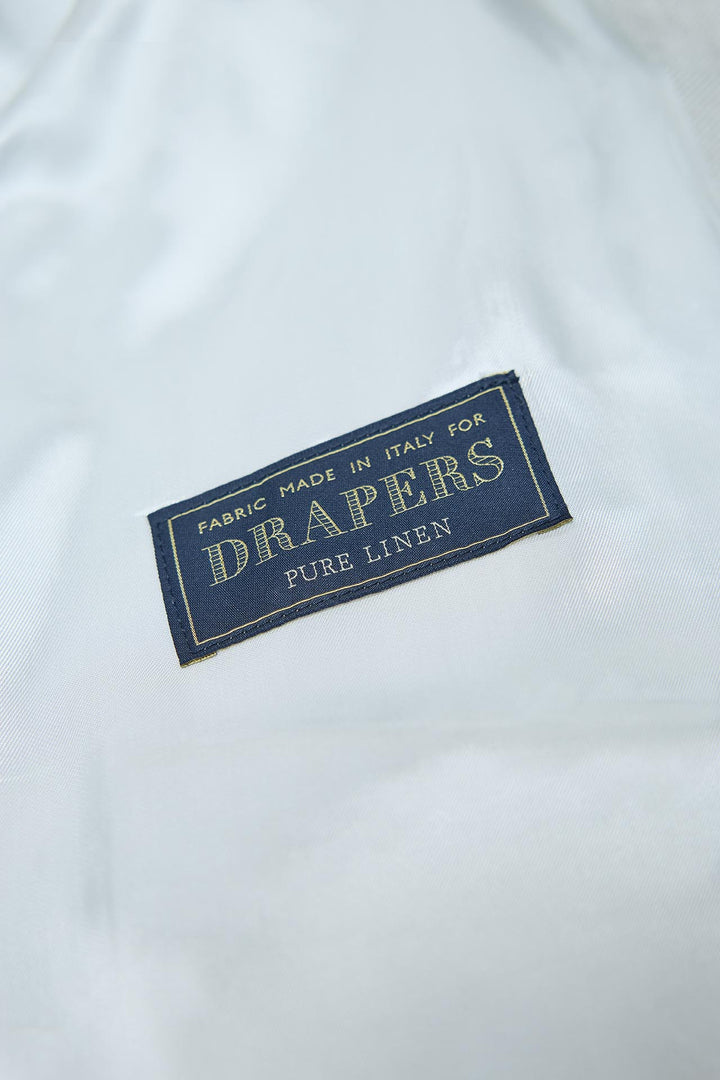 FABRIC MADE IN ITALY FOR
DRAPERS
PURE LINEN